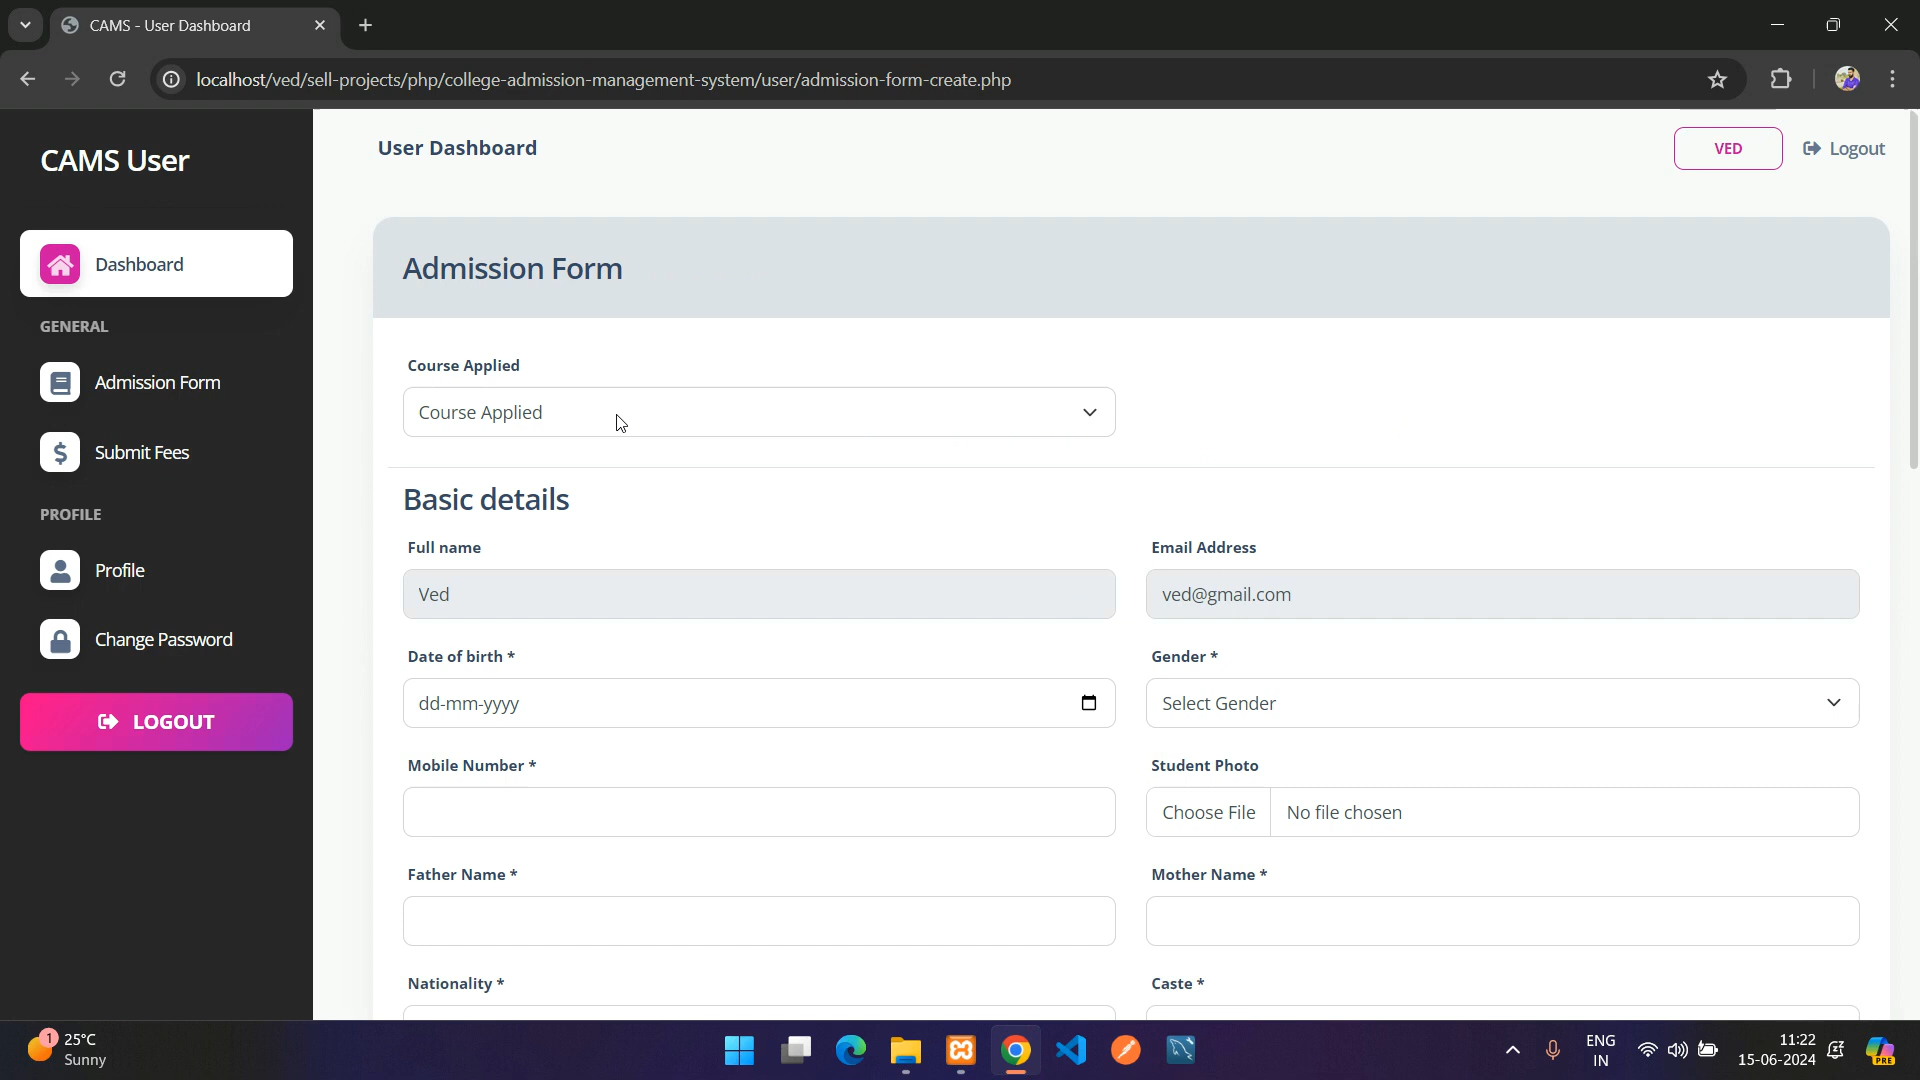 CAMS - User Dashboard
localhost/ved/sell-projects/php/college-admission-management-system/user/admission-form-create.php
CAMS User
User Dashboard
VED
Logout
Dashboard
GENERAL
Admission Form
Submit Fees
PROFILE
Profile
Change Password
LOGOUT
Admission Form
Course Applied
Course Applied
Basic details
Full name
Email Address
Ved
ved@gmail.com
Date of birth *
Gender *
dd-mm-yyyy
Select Gender
Mobile Number *
Student Photo
Choose File
No file chosen
Father Name *
Mother Name *
Nationality *
Caste *
1
25°C
Sunny
ENG
IN
11:22
15-06-2024
PRE